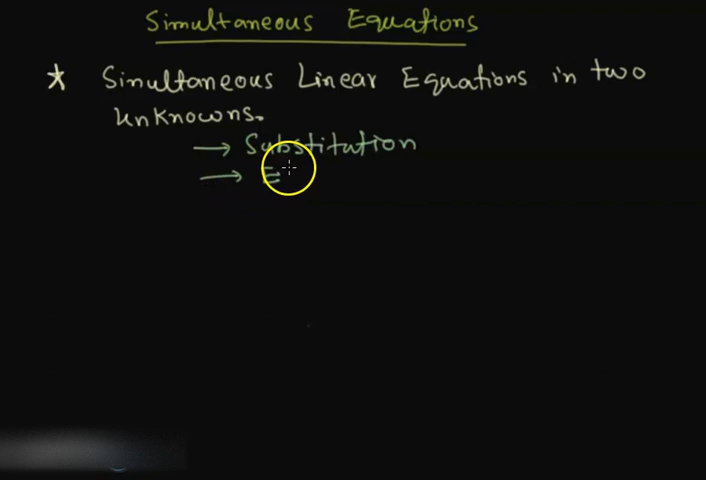 Simultaneous Equations
* Simultaneous Linear Equations in two
unknowns.
→ Substitution
→ E